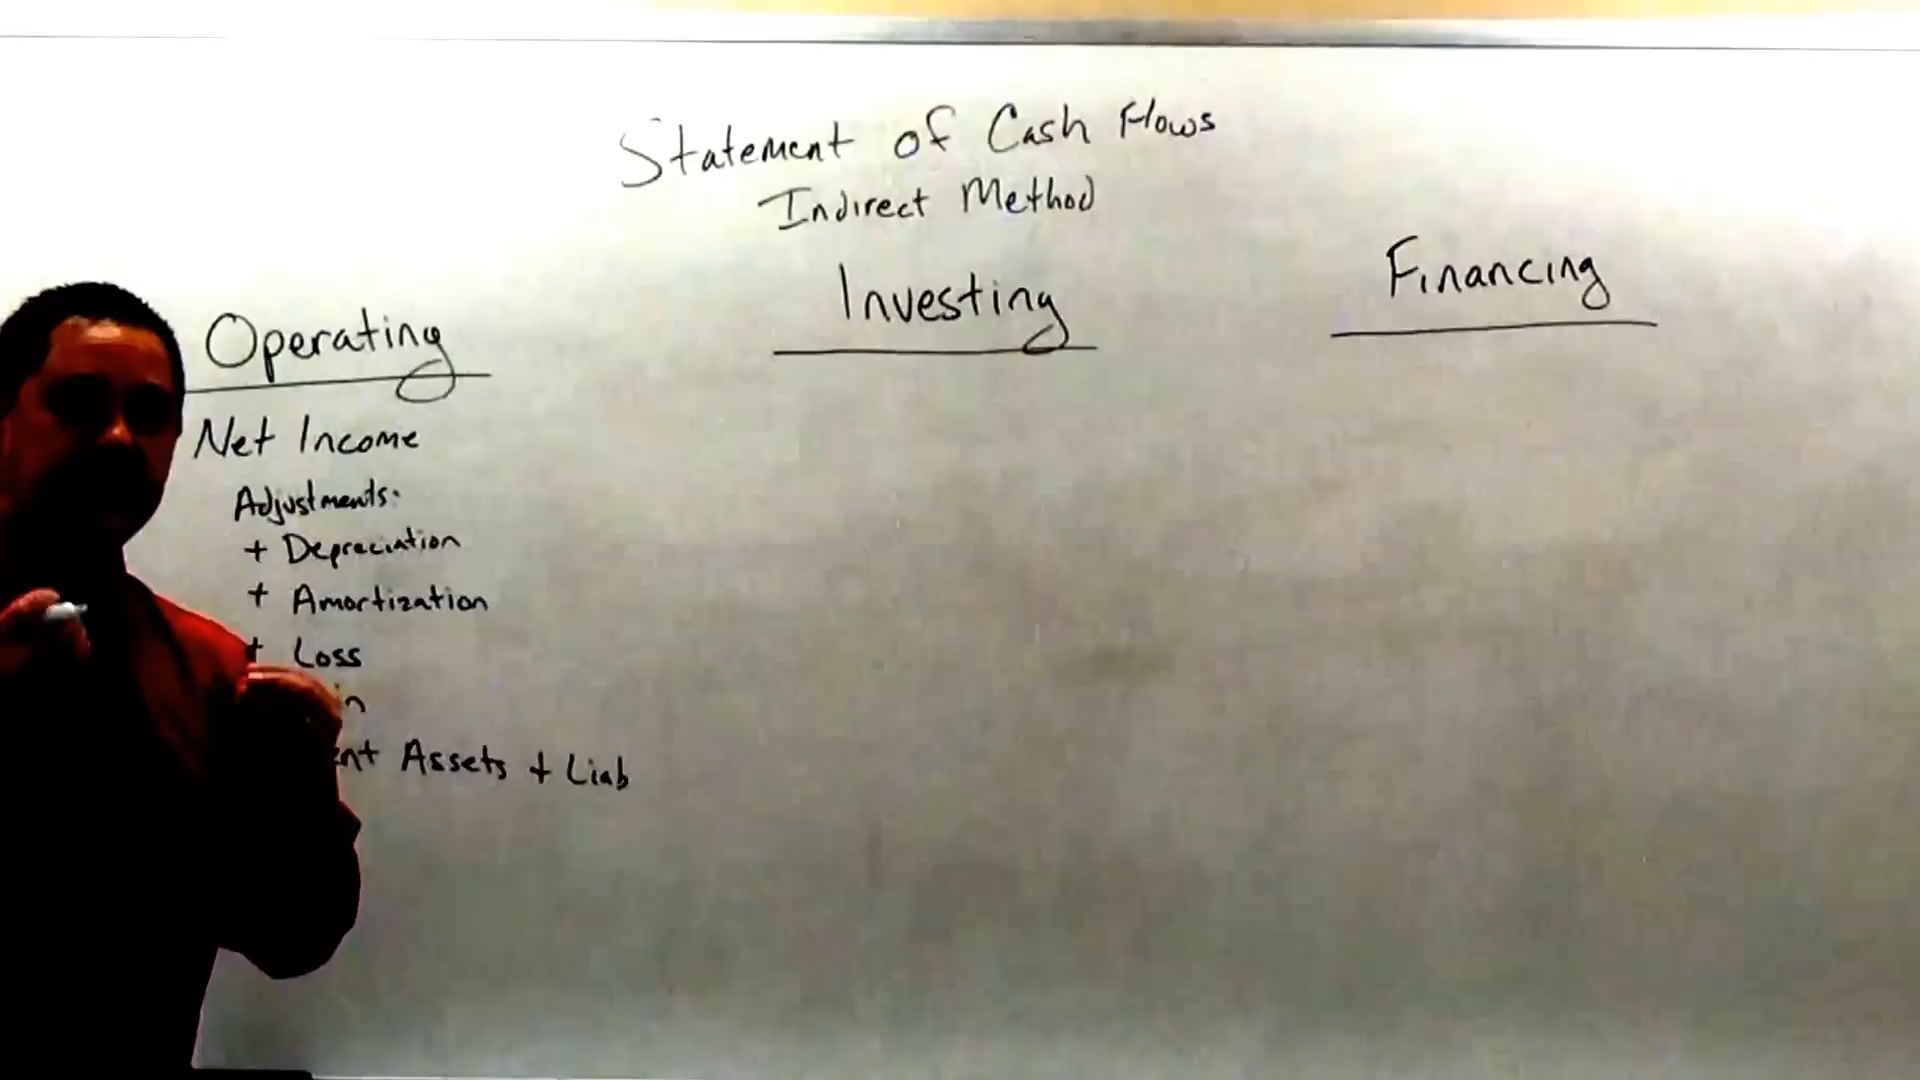 Statement of Cash Flows
Indirect Method
Operating
Investing
Financing
Net Income
Adjustments:
+ Depreciation
+ Amortization
+ Loss
Assets + Liab